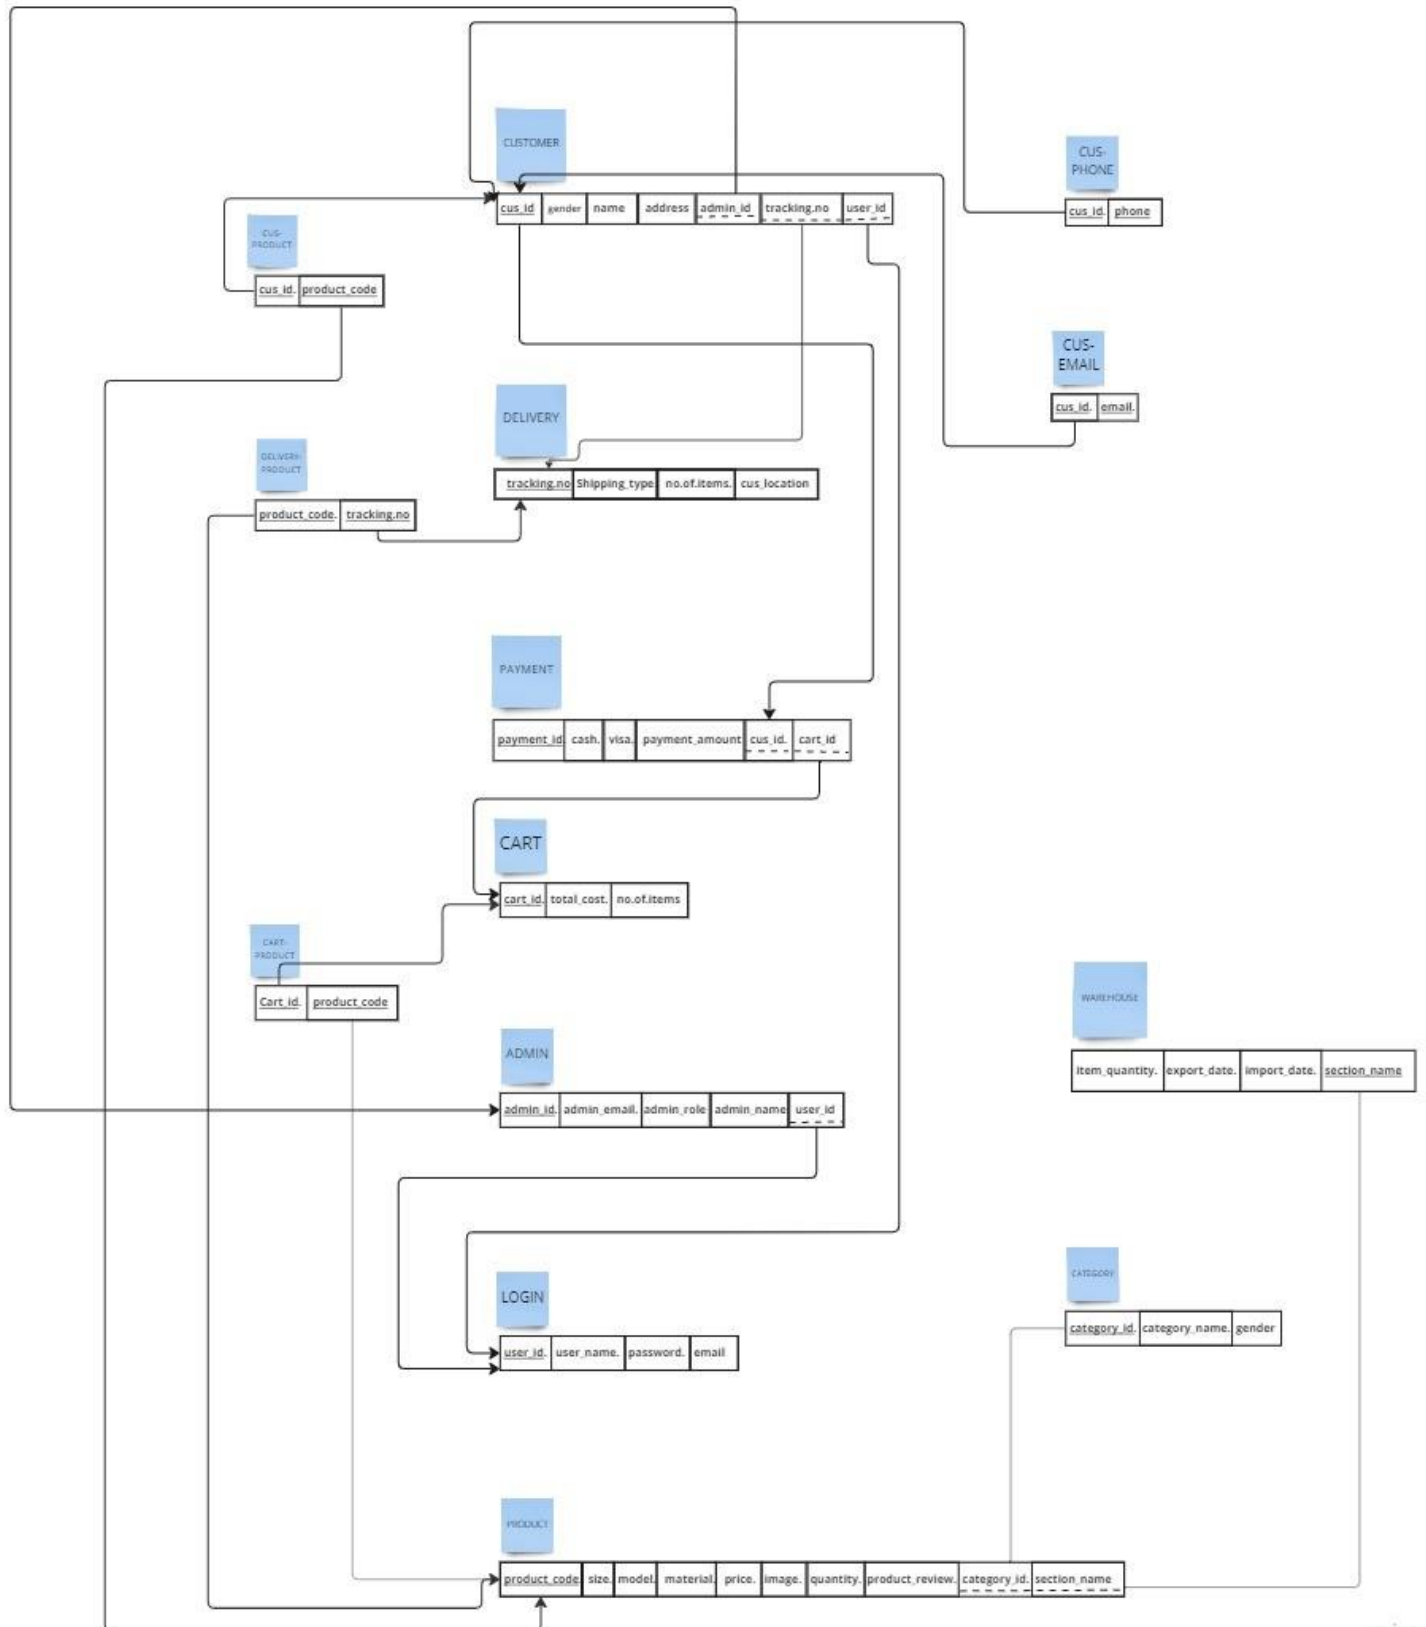 CUSTOMER
CUS-
PHONE
cus_id gender name address admin_id tracking.no user_id
cus_id. phone
CUS-
PRODUCT
cus_id. product_code
CUS-
EMAIL
cus_id. email.
DELIVERY
DELIVERY-
PRODUCT
tracking.no Shipping_type no.of.items. cus_location
product_code. tracking.no
PAYMENT
payment_id cash. visa. payment_amount cus_id. cart_id
CART
cart_id. total_cost. no.of.items
CART-
PRODUCT
Cart_id. product_code
WAREHOUSE
item_quantity. export_date. import_date. section_name
ADMIN
admin_id. admin_email. admin_role admin_name user_id
CATEGORY
category_id. category_name. gender
LOGIN
user_id. user_name. password. email
PRODUCT
product_code size. model. material. price. image. quantity. product_review. category_id. section_name